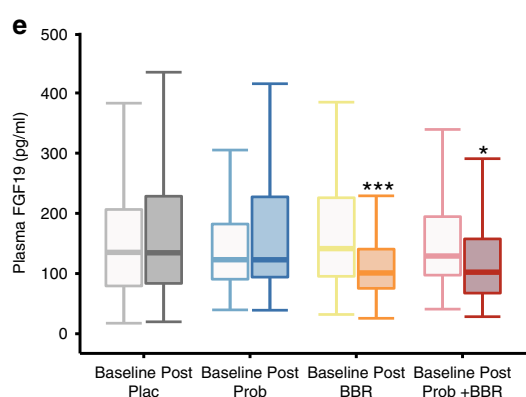 e
Plasma FGF19 (pg/ml)
500
400
300
200
100
0
***
*
Baseline Post Baseline Post Baseline Post Baseline Post
Plac Prob BBR Prob +BBR